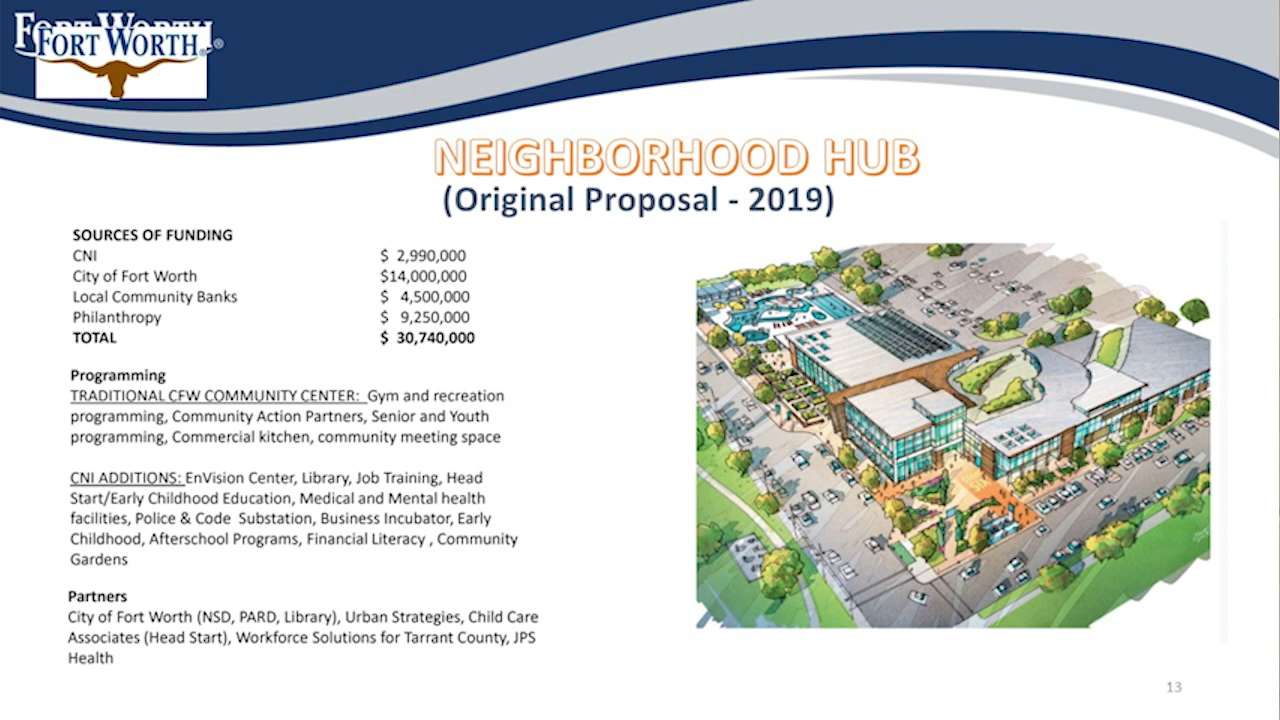 FORT WORTH
FORT WORTH®
NEIGHBORHOOD HUB
(Original Proposal - 2019)
SOURCES OF FUNDING
CNI $ 2,990,000
City of Fort Worth $14,000,000
Local Community Banks $ 4,500,000
Philanthropy $ 9,250,000
TOTAL $ 30,740,000
Programming
TRADITIONAL CFW COMMUNITY CENTER: Gym and recreation
programming, Community Action Partners, Senior and Youth
programming, Commercial kitchen, community meeting space
CNI ADDITIONS: EnVision Center, Library, Job Training, Head
Start/Early Childhood Education, Medical and Mental health
facilities, Police & Code Substation, Business Incubator, Early
Childhood, Afterschool Programs, Financial Literacy , Community
Gardens
Partners
City of Fort Worth (NSD, PARD, Library), Urban Strategies, Child Care
Associates (Head Start), Workforce Solutions for Tarrant County, JPS
Health
13